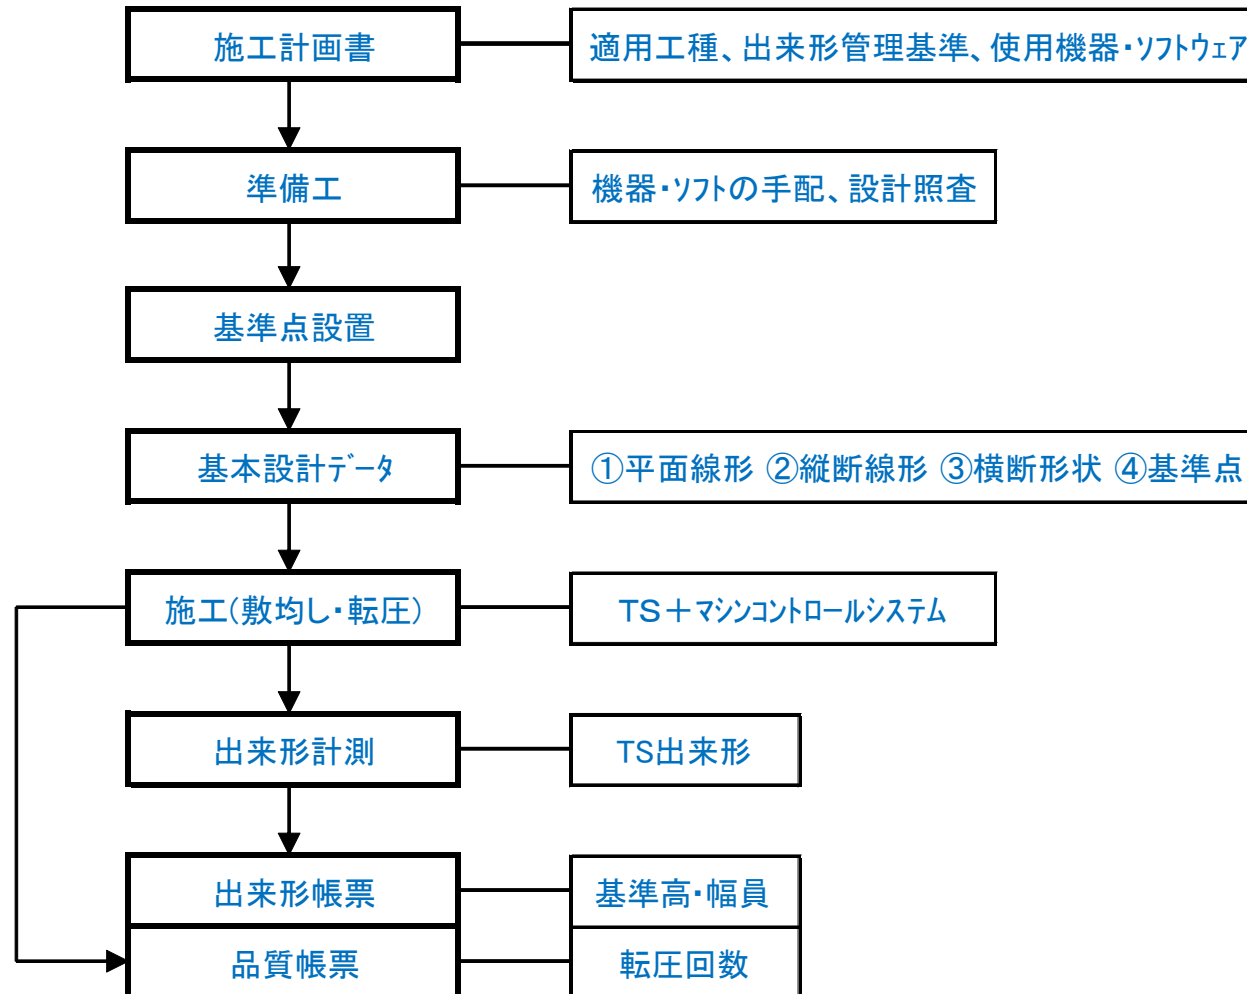 施工計画書
適用工種、出来形管理基準、使用機器・ｿﾌﾄｳｪｱ
準備工
機器・ｿﾌﾄの手配、設計照査
基準点設置
基本設計ﾃﾞｰﾀ
①平面線形 ②縦断線形 ③横断形状 ④基準点
施工(敷均し・転圧)
TS＋ﾏｼﾝｺﾝﾄﾛｰﾙｼｽﾃﾑ
出来形計測
TS出来形
出来形帳票
基準高・幅員
品質帳票
転圧回数